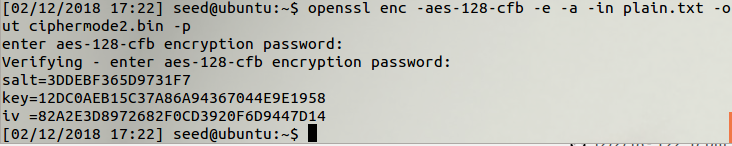 [02/12/2018 17:22] seed@ubuntu:~$ openssl enc -aes-128-cfb -e -a -in plain.txt -o
ut ciphermode2.bin -p
enter aes-128-cfb encryption password:
Verifying - enter aes-128-cfb encryption password:
salt=3DDEBF365D9731F7
key=12DC0AEB15C37A86A94367044E9E1958
iv =82A2E3D8972682F0CD3920F6D9447D14
[02/12/2018 17:22] seed@ubuntu:~$